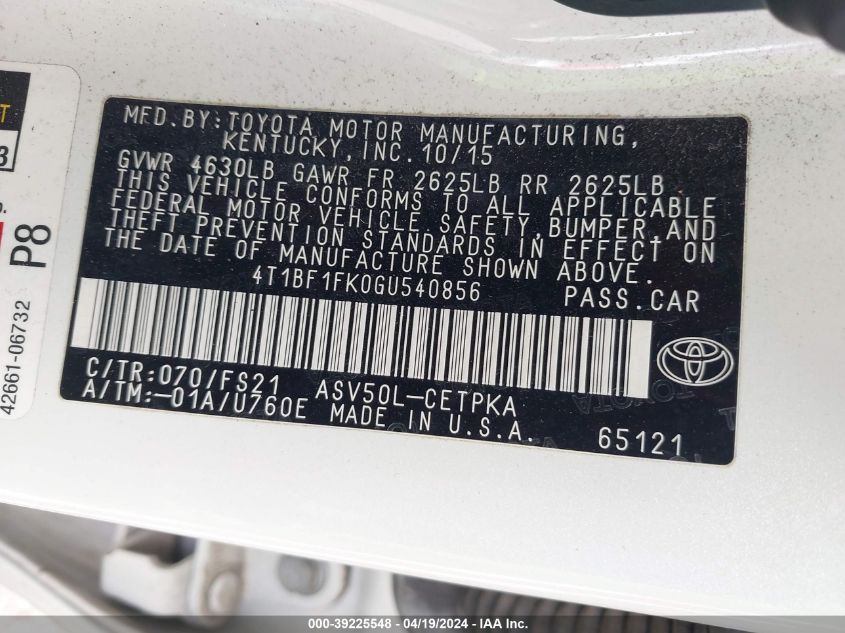 MFD. BY: TOYOTA MOTOR MANUFACTURING,
KENTUCKY, INC. 10/15
GVWR 4630LB GAWR FR 2625LB RR 2625LB
THIS VEHICLE CONFORMS TO ALL APPLICABLE
FEDERAL MOTOR VEHICLE SAFETY, BUMPER, AND
THEFT PREVENTION STANDARDS IN EFFECT ON
THE DATE OF MANUFACTURE SHOWN ABOVE.
4T1BF1FK0GU540856 PASS. CAR
C/TR: 070/FS21 ASV50L-CETPKA
A/TM: -01A/U760E MADE IN U.S.A. 65121
P8
42661-06732
000-39225548 - 04/19/2024 - COPYRIGHT IAA, LLC.